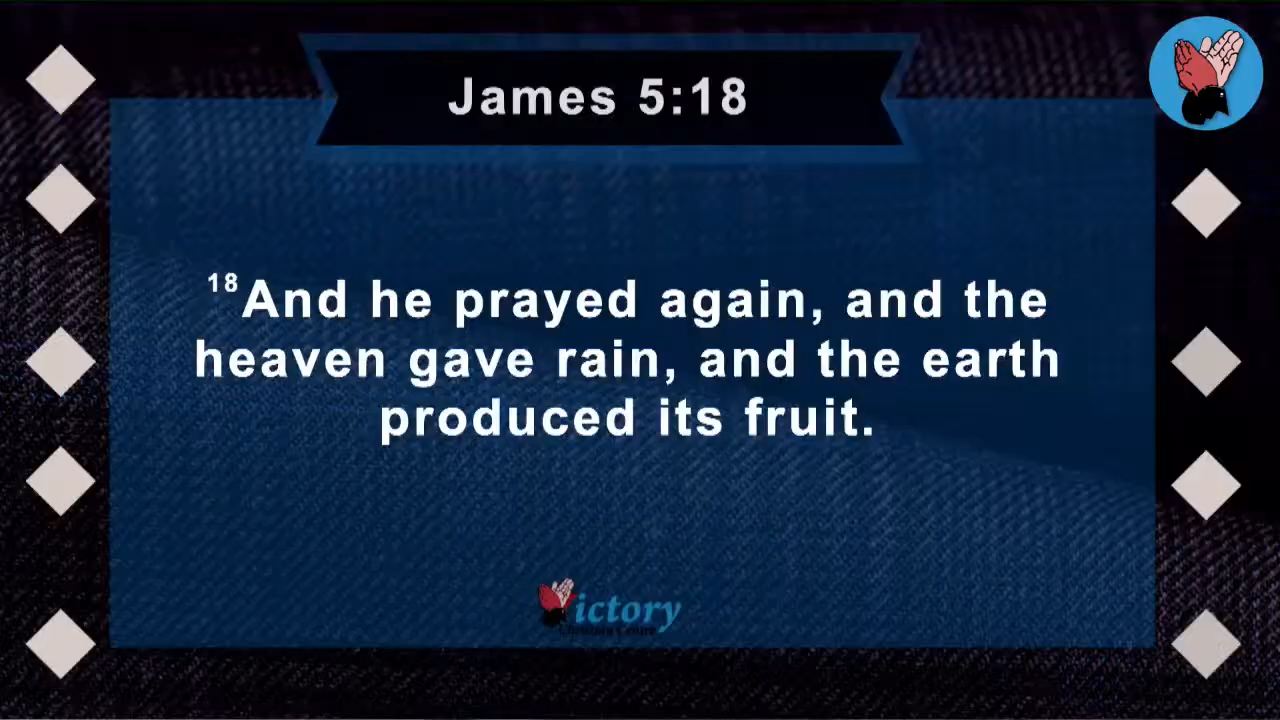 James 5:18
18And he prayed again, and the
heaven gave rain, and the earth
produced its fruit.
ictory